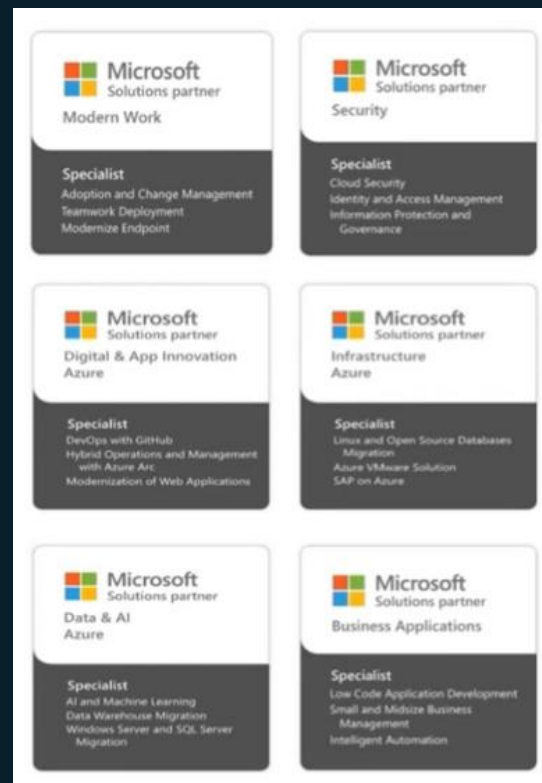 Microsoft
Solutions partner
Modern Work
Specialist
Adoption and Change Management
Teamwork Deployment
Modernize Endpoint
Microsoft
Solutions partner
Security
Specialist
Cloud Security
Identity and Access Management
Information Protection and
Governance
Microsoft
Solutions partner
Digital & App Innovation
Azure
Specialist
DevOps with GitHub
Hybrid Operations and Management
with Azure Arc
Modernization of Web Applications
Microsoft
Solutions partner
Infrastructure
Azure
Specialist
Linux and Open Source Databases
Migration
Azure VMware Solution
SAP on Azure
Microsoft
Solutions partner
Data & AI
Azure
Specialist
AI and Machine Learning
Data Warehouse Migration
Windows Server and SQL Server
Migration
Microsoft
Solutions partner
Business Applications
Specialist
Low Code Application Development
Small and Midsize Business
Management
Intelligent Automation